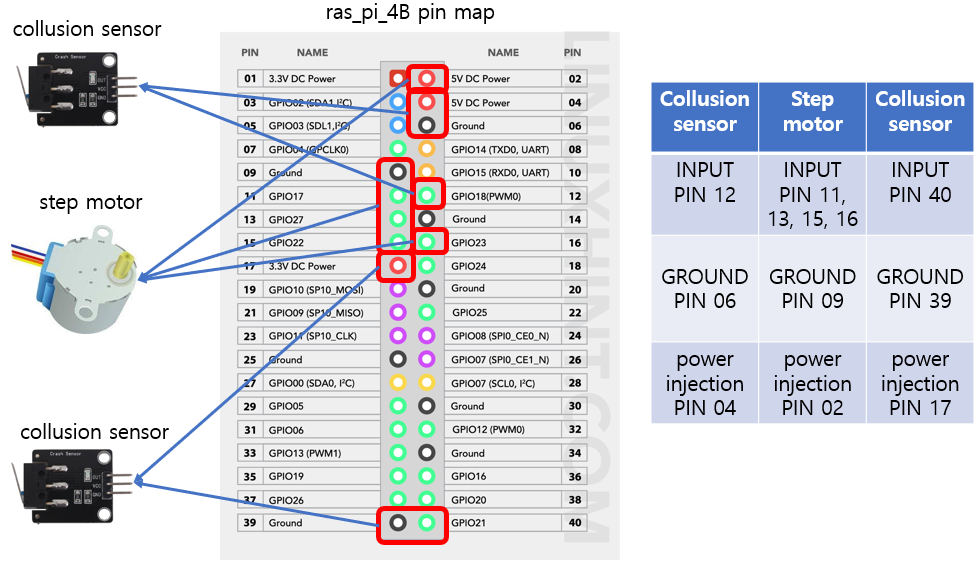 ras_pi_4B pin map
collusion sensor
Crash Sensor
OUT
VCC
GND
step motor
collusion sensor
Crash Sensor
OUT
VCC
GND
PIN NAME NAME PIN
01 3.3V DC Power 5V DC Power 02
03 GPIO02 (SDA1,I²C) 5V DC Power 04
05 GPIO03 (SDL1,I²C) Ground 06
07 GPIO04 (GPCLK0) GPIO14 (TXD0, UART) 08
09 Ground GPIO15 (RXD0, UART) 10
11 GPIO17 GPIO18(PWM0) 12
13 GPIO27 Ground 14
15 GPIO22 GPIO23 16
17 3.3V DC Power GPIO24 18
19 GPIO10 (SP10_MOSI) Ground 20
21 GPIO09 (SP10_MISO) GPIO25 22
23 GPIO11 (SP10_CLK) GPIO08 (SPI0_CE0_N) 24
25 Ground GPIO07 (SPI0_CE1_N) 26
27 GPIO00 (SDA0, I²C) GPIO07 (SCL0, I²C) 28
29 GPIO05 Ground 30
31 GPIO06 GPIO12 (PWM0) 32
33 GPIO13 (PWM1) Ground 34
35 GPIO19 GPIO16 36
37 GPIO26 GPIO20 38
39 Ground GPIO21 40
LINUXHINT.COM
Collusion
sensor
Step
motor
Collusion
sensor
INPUT
PIN 12
INPUT
PIN 11,
13, 15, 16
INPUT
PIN 40
GROUND
PIN 06
GROUND
PIN 09
GROUND
PIN 39
power
injection
PIN 04
power
injection
PIN 02
power
injection
PIN 17